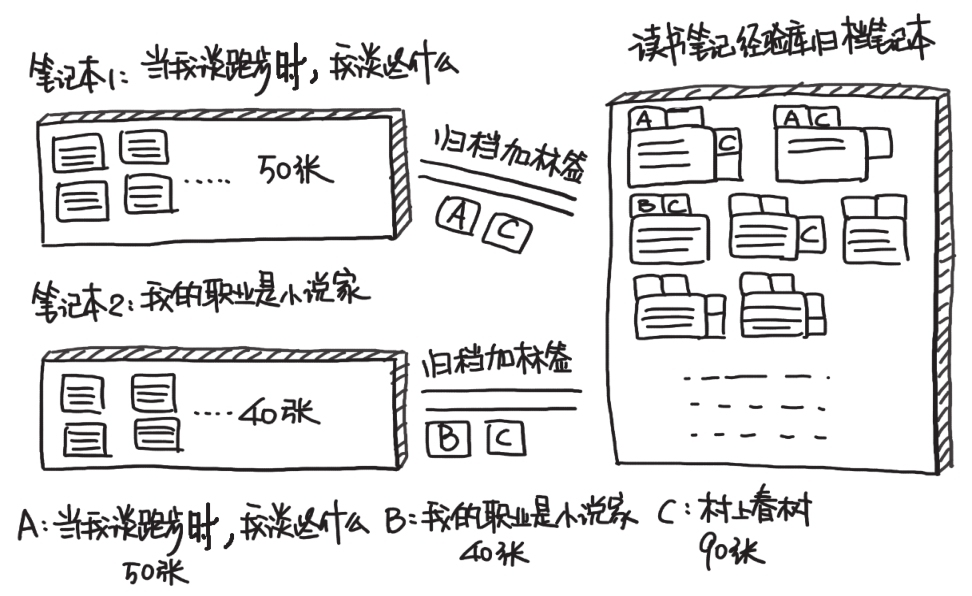 读书笔记经验库归档笔记本
笔记本1：当我谈跑步时，我谈些什么
50张
归档加标签
A C
笔记本2：我的职业是小说家
40张
归档加标签
B C
A C
A C
B C
C
A：当我谈跑步时，我谈些什么 B：我的职业是小说家 C：村上春树
50张 40张 90张